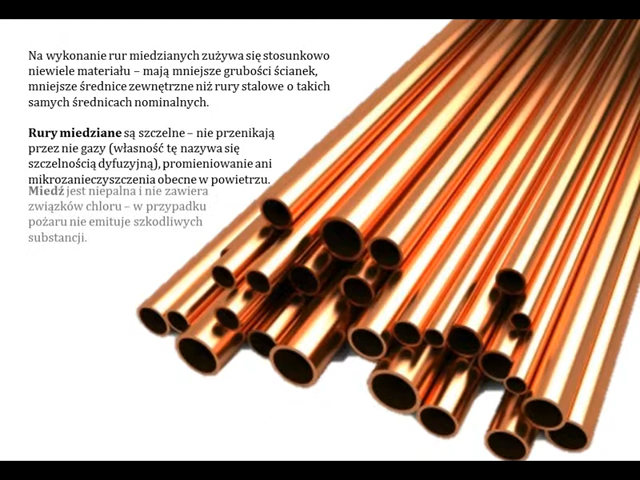 Na wykonanie rur miedzianych zużywa się stosunkowo
niewiele materiału – mają mniejsze grubości ścianek,
mniejsze średnice zewnętrzne niż rury stalowe o takich
samych średnicach nominalnych.
Rury miedziane są szczelne – nie przenikają
przez nie gazy (własność tę nazywa się
szczelnością dyfuzyjną), promieniowanie ani
mikrozanieczyszczenia obecne w powietrzu.
Miedź jest niepalna i nie zawiera
związków chloru – w przypadku
pożaru nie emituje szkodliwych
substancji.